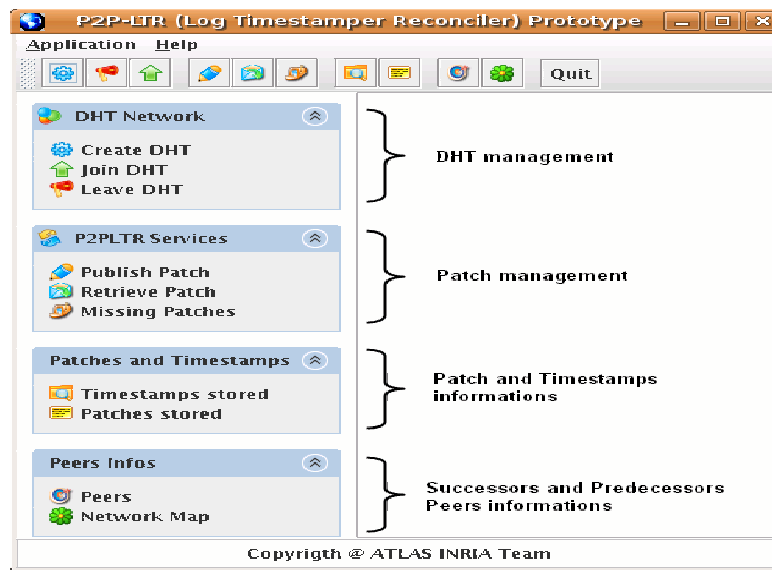 P2P-LTR (Log Timestamper Reconciler) Prototype
Application Help
Quit
DHT Network
Create DHT
Join DHT
Leave DHT
DHT management
P2PLTR Services
Publish Patch
Retrieve Patch
Missing Patches
Patch management
Patches and Timestamps
Timestamps stored
Patches stored
Patch and Timestamps
informations
Peers Infos
Peers
Network Map
Successors and Predecessors
Peers informations
Copyrigth @ ATLAS INRIA Team